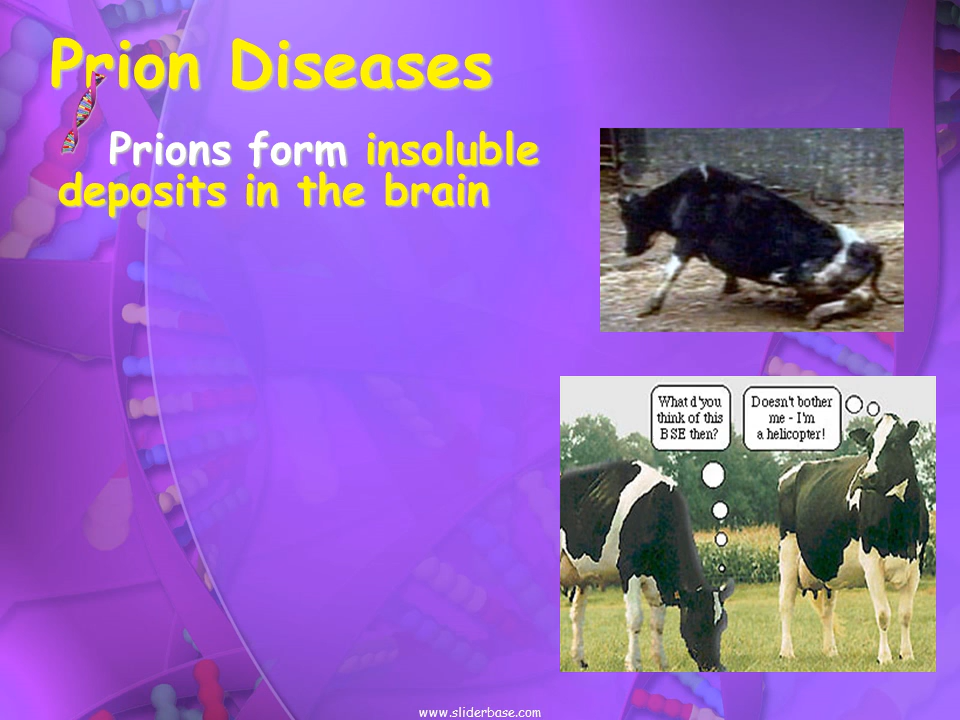 Prion Diseases
Prions form insoluble
deposits in the brain
What d'you
think of this
BSE then?
Doesn't bother
me - I'm
a helicopter!
www.sliderbase.com